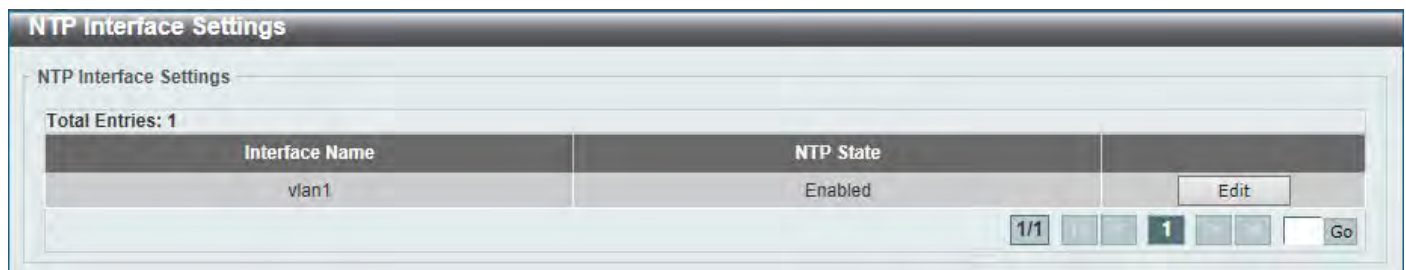 NTP Interface Settings
NTP Interface Settings
Total Entries: 1
Interface Name NTP State
vlan1 Enabled Edit
1/1 1 Go